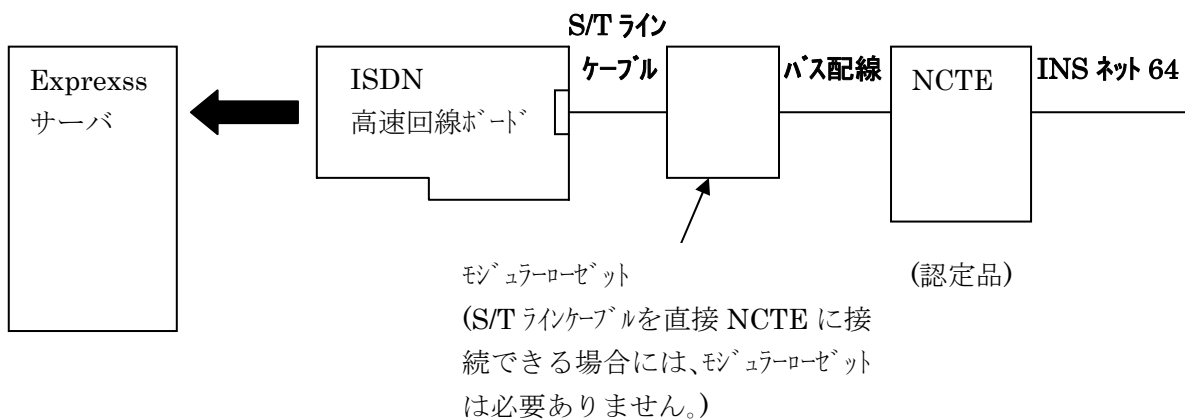 S/T ライン
ケーブル
バス配線
INS ネット 64
Exprexss
サーバ
ISDN
高速回線ボード
NCTE
モジュラーローゼット
(S/T ラインケーブルを直接 NCTE に接
続できる場合には、モジュラーローゼット
は必要ありません。)
(認定品)